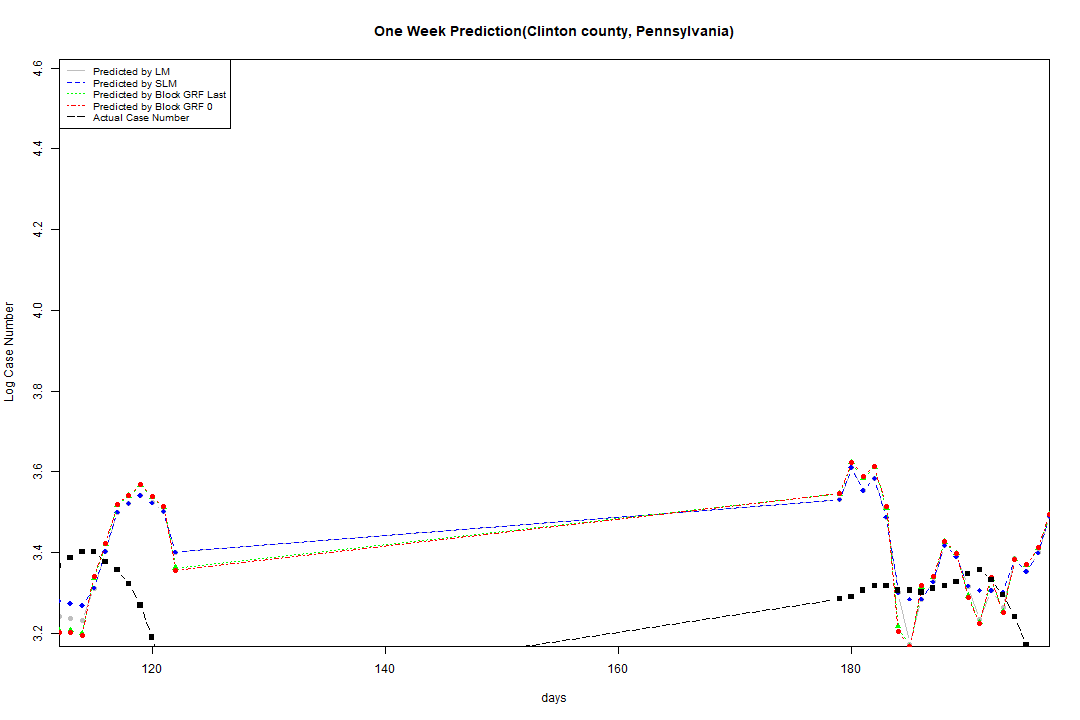 One Week Prediction(Clinton county, Pennsylvania)
Predicted by LM
Predicted by SLM
Predicted by Block GRF Last
Predicted by Block GRF 0
Actual Case Number
4.6
4.4
4.2
4.0
3.8
3.6
3.4
3.2
Log Case Number
120
140
160
180
days